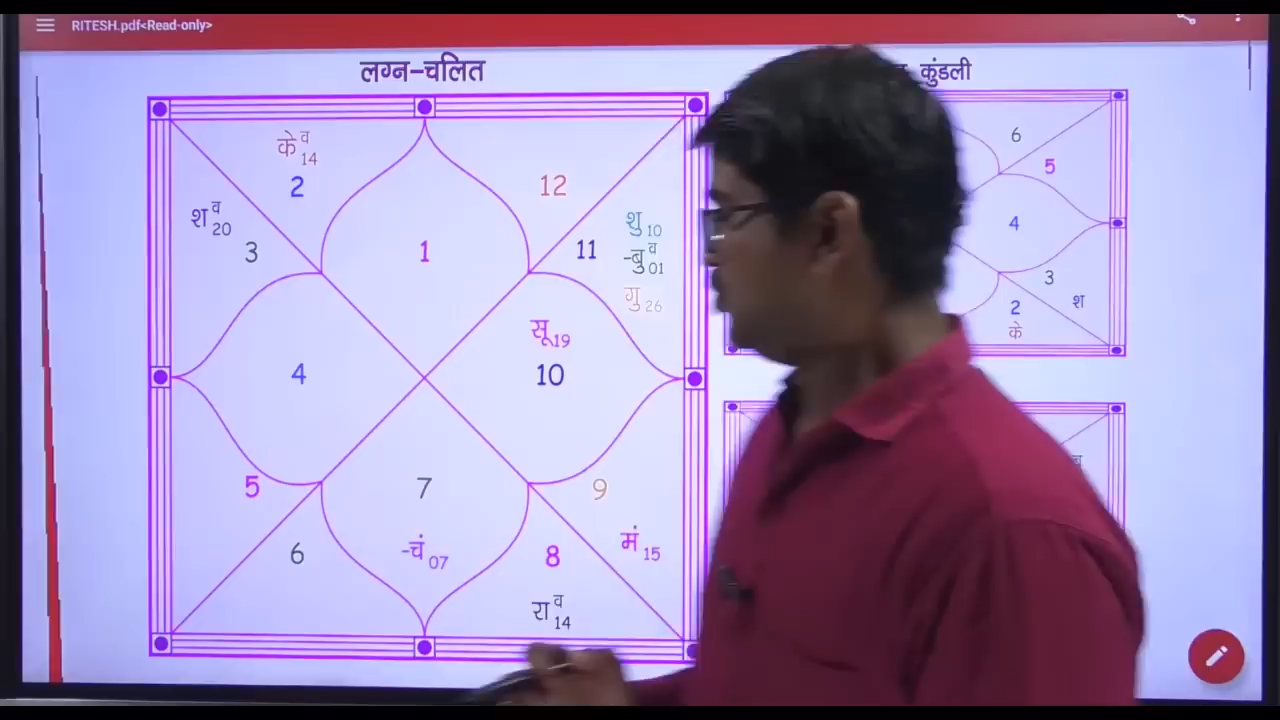 RITESH.pdf<Read-only>
लग्न-चलित
कुंडली
के व 14
2
12
श व 20
3
1
11
शु 10
-बु व 01
गु 26
सू 19
4
10
5
7
9
6
-चं 07
8
मं 15
रा व 14
6
5
4
3
2
श
के